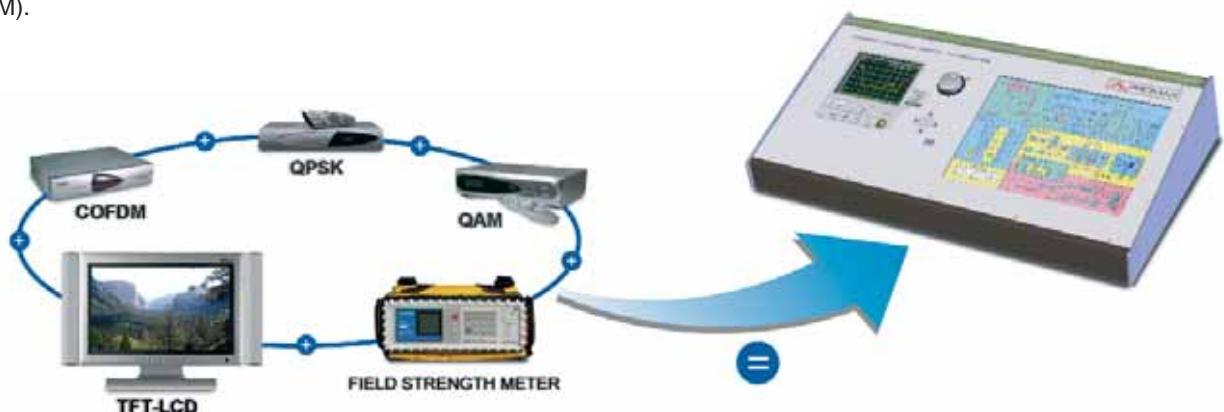 M).
QPSK
COFDM
QAM
FIELD STRENGTH METER
TFT-LCD